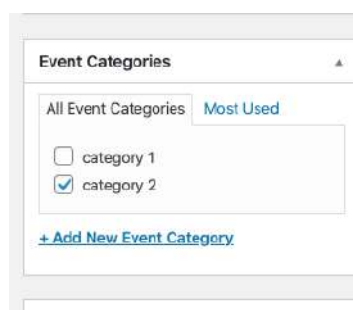 Event Categories
All Event Categories Most Used
category 1
category 2
+ Add New Event Category